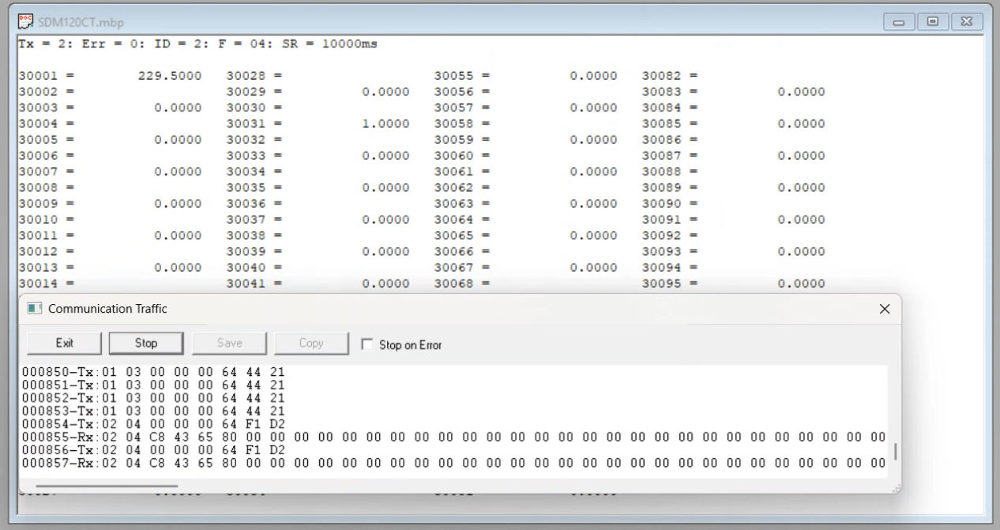 SDM120CT.mbp
Tx = 2: Err = 0: ID = 2: F = 04: SR = 10000ms
30001 = 229.5000 30028 = 30055 = 0.0000 30082 =
30002 = 30029 = 0.0000 30056 = 30083 = 0.0000
30003 = 0.0000 30030 = 30057 = 0.0000 30084 =
30004 = 30031 = 1.0000 30058 = 30085 = 0.0000
30005 = 0.0000 30032 = 30059 = 0.0000 30086 =
30006 = 30033 = 0.0000 30060 = 30087 = 0.0000
30007 = 0.0000 30034 = 30061 = 0.0000 30088 =
30008 = 30035 = 0.0000 30062 = 30089 = 0.0000
30009 = 0.0000 30036 = 30063 = 0.0000 30090 =
30010 = 30037 = 0.0000 30064 = 30091 = 0.0000
30011 = 0.0000 30038 = 30065 = 0.0000 30092 =
30012 = 30039 = 0.0000 30066 = 30093 = 0.0000
30013 = 0.0000 30040 = 30067 = 0.0000 30094 =
30014 = 30041 = 0.0000 30068 = 30095 = 0.0000
Communication Traffic
Exit Stop Save Copy Stop on Error
000850-Tx:01 03 00 00 00 64 44 21
000851-Tx:01 03 00 00 00 64 44 21
000852-Tx:01 03 00 00 00 64 44 21
000853-Tx:01 03 00 00 00 64 44 21
000854-Tx:02 04 00 00 00 64 F1 D2
000855-Rx:02 04 C8 43 65 80 00 00 00 00 00 00 00 00 00 00 00 00 00 00 00 00 00 00 00 00 00 00 00 00 00 00 00
000856-Tx:02 04 00 00 00 64 F1 D2
000857-Rx:02 04 C8 43 65 80 00 00 00 00 00 00 00 00 00 00 00 00 00 00 00 00 00 00 00 00 00 00 00 00 00 00 00